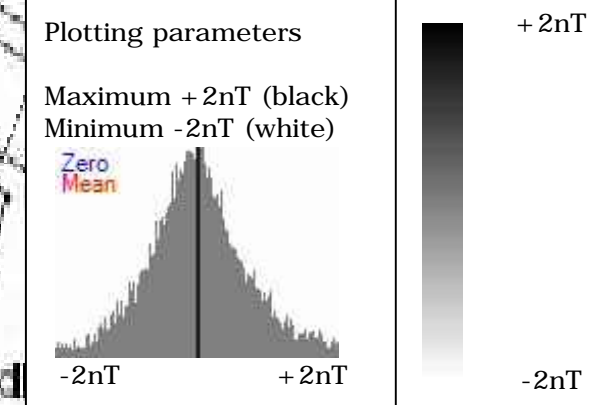 Plotting parameters
Maximum +2nT (black)
Minimum -2nT (white)
Zero
Mean
-2nT +2nT
+2nT
-2nT